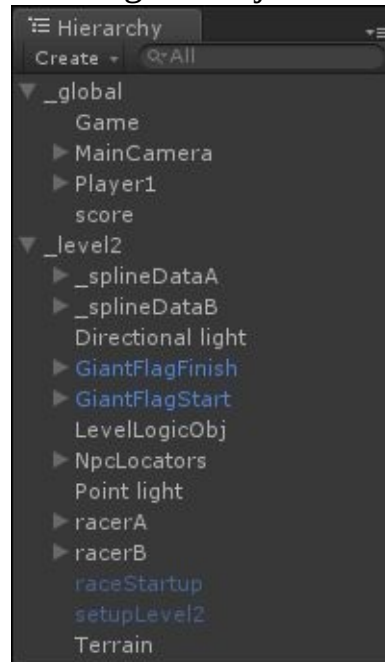 Hierarchy
Create All
_global
Game
MainCamera
Player1
score
_level2
_splineDataA
_splineDataB
Directional light
GiantFlagFinish
GiantFlagStart
LevelLogicObj
NpcLocators
Point light
racerA
racerB
raceStartup
setupLevel2
Terrain